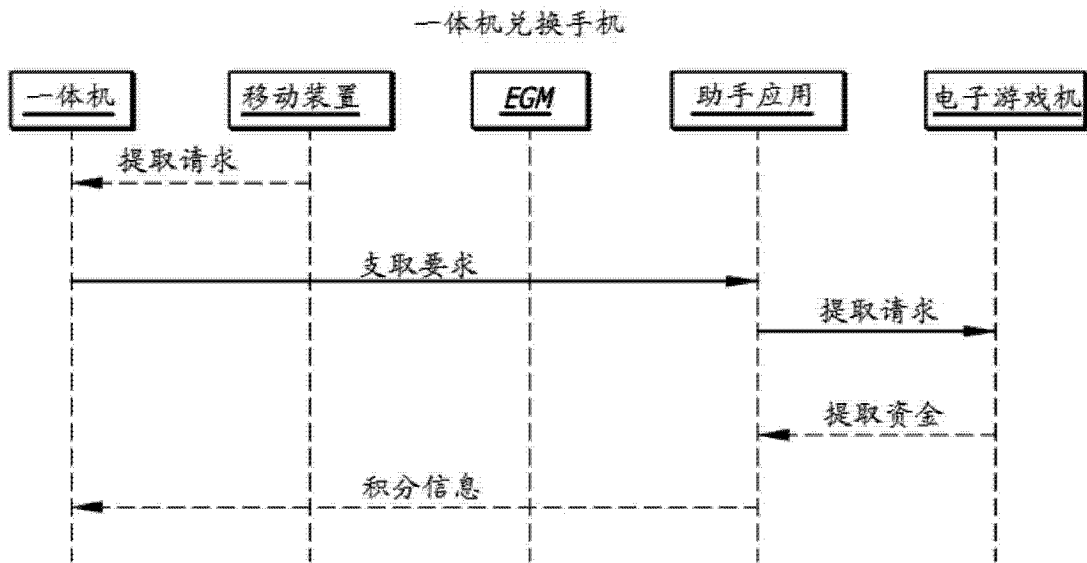 一体机兑换手机
一体机
移动装置
EGM
助手应用
电子游戏机
提取请求
支取要求
提取请求
提取资金
积分信息